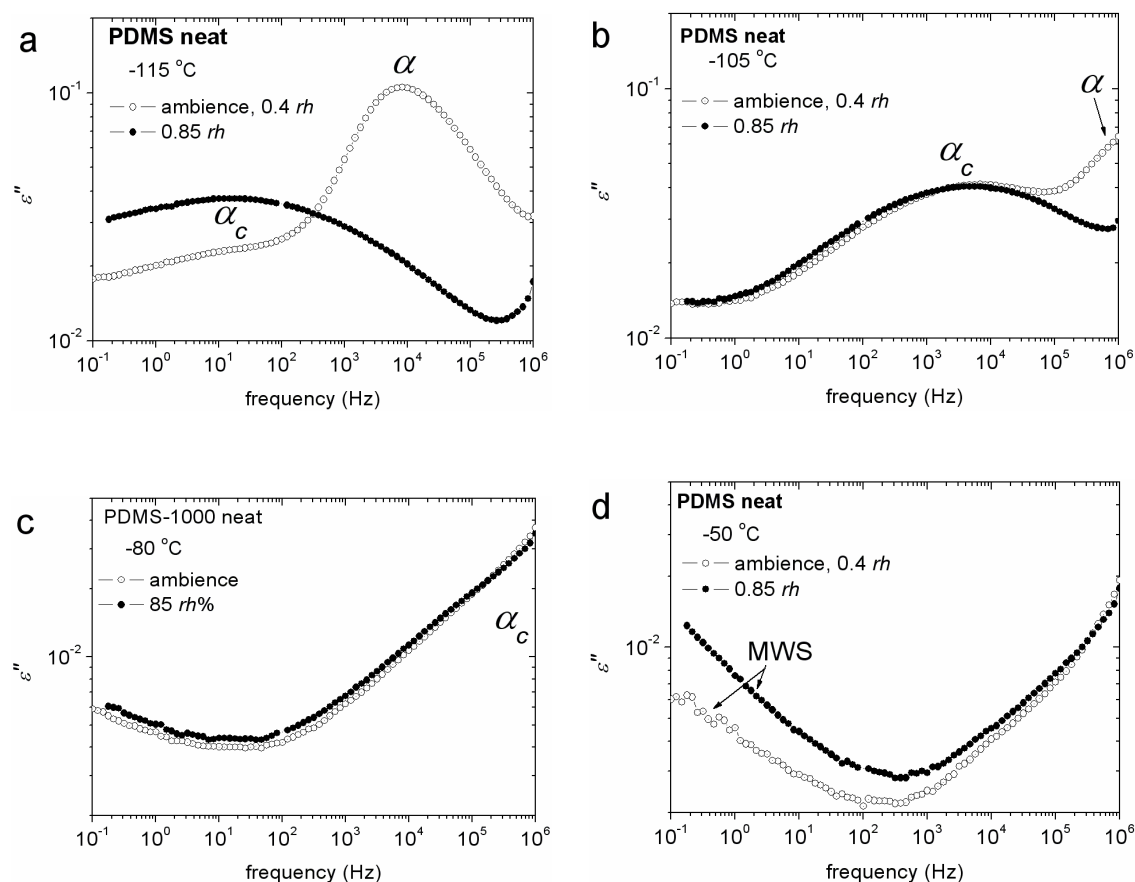 a
PDMS neat
-115 °C
—○— ambience, 0.4 rh
—●— 0.85 rh
α
α_c
10⁻¹
10⁻²
ε''
10⁻¹ 10⁰ 10¹ 10² 10³ 10⁴ 10⁵ 10⁶
frequency (Hz)
b
PDMS neat
-105 °C
—○— ambience, 0.4 rh
—●— 0.85 rh
α
α_c
10⁻¹
10⁻²
ε''
10⁻¹ 10⁰ 10¹ 10² 10³ 10⁴ 10⁵ 10⁶
frequency (Hz)
c
PDMS-1000 neat
-80 °C
—○— ambience
—●— 85 rh%
α_c
10⁻²
ε''
10⁻¹ 10⁰ 10¹ 10² 10³ 10⁴ 10⁵ 10⁶
frequency (Hz)
d
PDMS neat
-50 °C
—○— ambience, 0.4 rh
—●— 0.85 rh
MWS
10⁻²
ε''
10⁻¹ 10⁰ 10¹ 10² 10³ 10⁴ 10⁵ 10⁶
frequency (Hz)